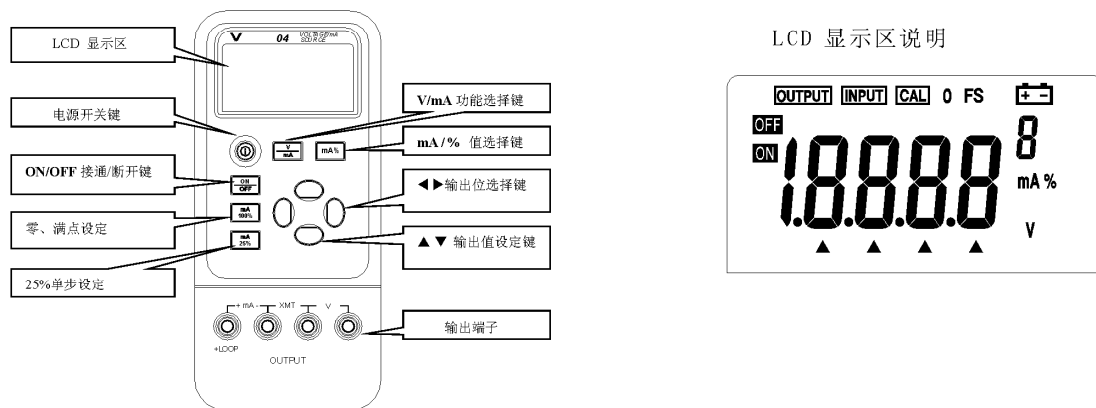 LCD 显示区
电源开关键
ON/OFF 接通/断开键
零、满点设定
25%单步设定
V 04 VOLTAGE/mA
SOURCE
V
mA
mA%
ON
OFF
mA
100%
mA
25%
+ mA - XMT V
+LOOP
OUTPUT
V/mA 功能选择键
mA/% 值选择键
◀▶输出位选择键
▲▼ 输出值设定键
输出端子
LCD 显示区说明
OUTPUT INPUT CAL 0 FS + -
OFF
ON
18.8.8.8
8
mA %
V